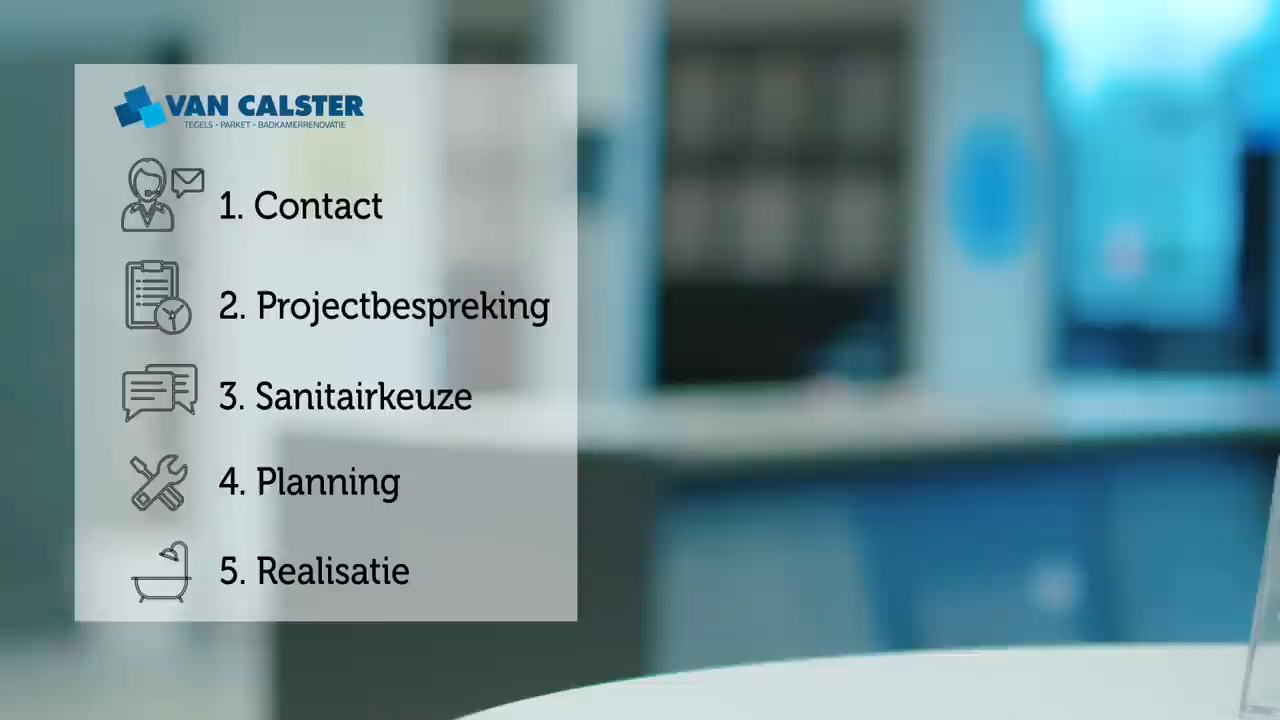 VAN CALSTER
TEGELS - PARKET - BADKAMERRENOVATIE
1. Contact
2. Projectbespreking
3. Sanitairkeuze
4. Planning
5. Realisatie